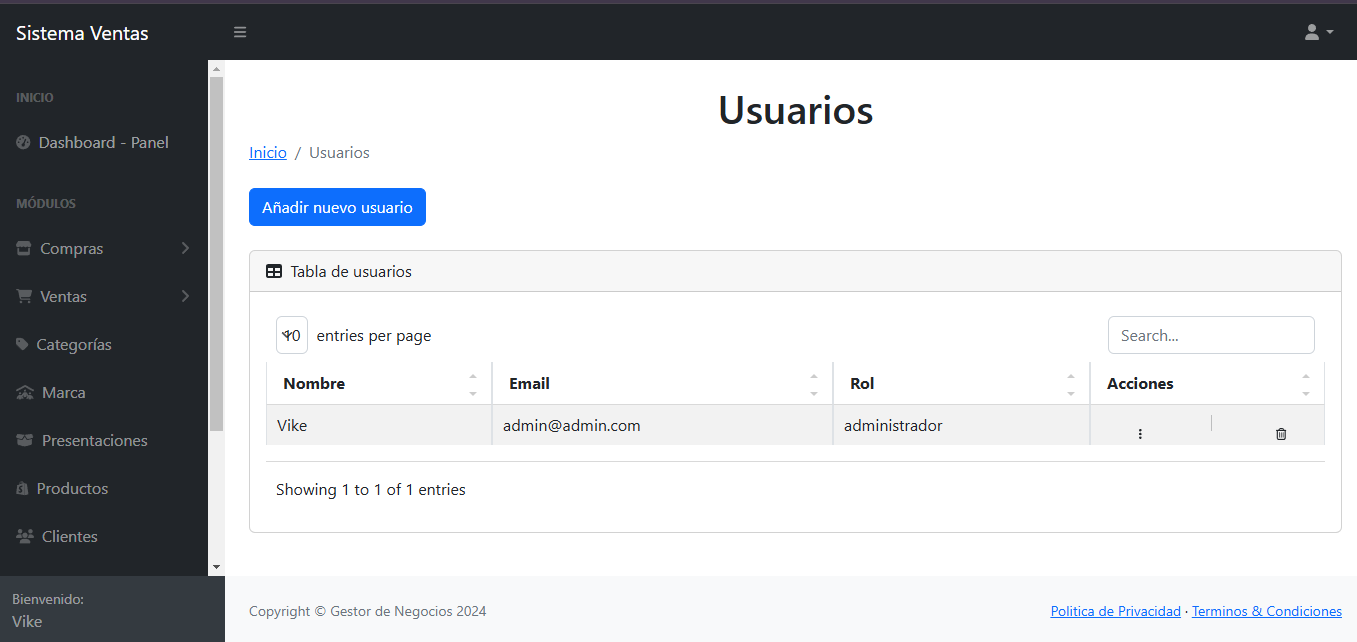 Sistema Ventas
INICIO
Dashboard - Panel
MÓDULOS
Compras
Ventas
Categorías
Marca
Presentaciones
Productos
Clientes
Bienvenido:
Vike
Usuarios
Inicio / Usuarios
Añadir nuevo usuario
Tabla de usuarios
10 entries per page
Search...
Nombre Email Rol Acciones
Vike admin@admin.com administrador
Showing 1 to 1 of 1 entries
Copyright © Gestor de Negocios 2024
Politica de Privacidad · Terminos & Condiciones